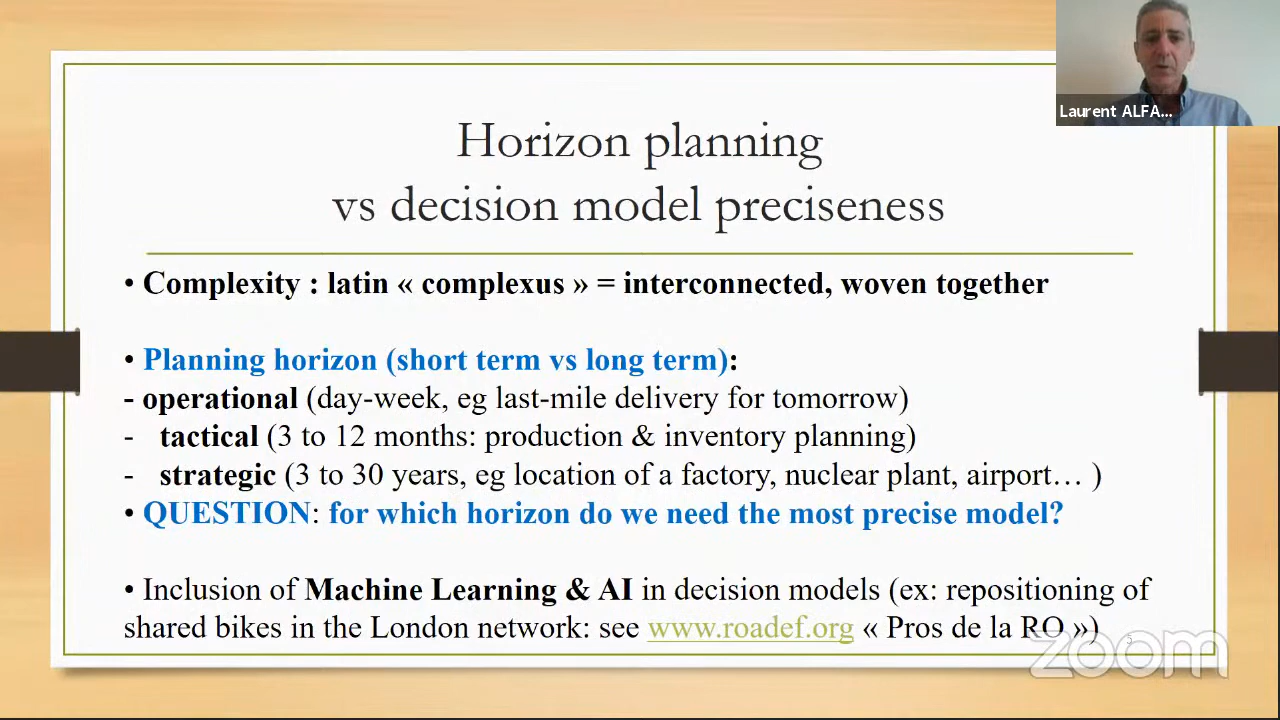 Laurent ALFA...
Horizon planning
vs decision model preciseness
• Complexity : latin « complexus » = interconnected, woven together
• Planning horizon (short term vs long term):
- operational (day-week, eg last-mile delivery for tomorrow)
- tactical (3 to 12 months: production & inventory planning)
- strategic (3 to 30 years, eg location of a factory, nuclear plant, airport… )
• QUESTION: for which horizon do we need the most precise model?
• Inclusion of Machine Learning & AI in decision models (ex: repositioning of
shared bikes in the London network: see www.roadef.org « Pros de la RO »)
5
zoom